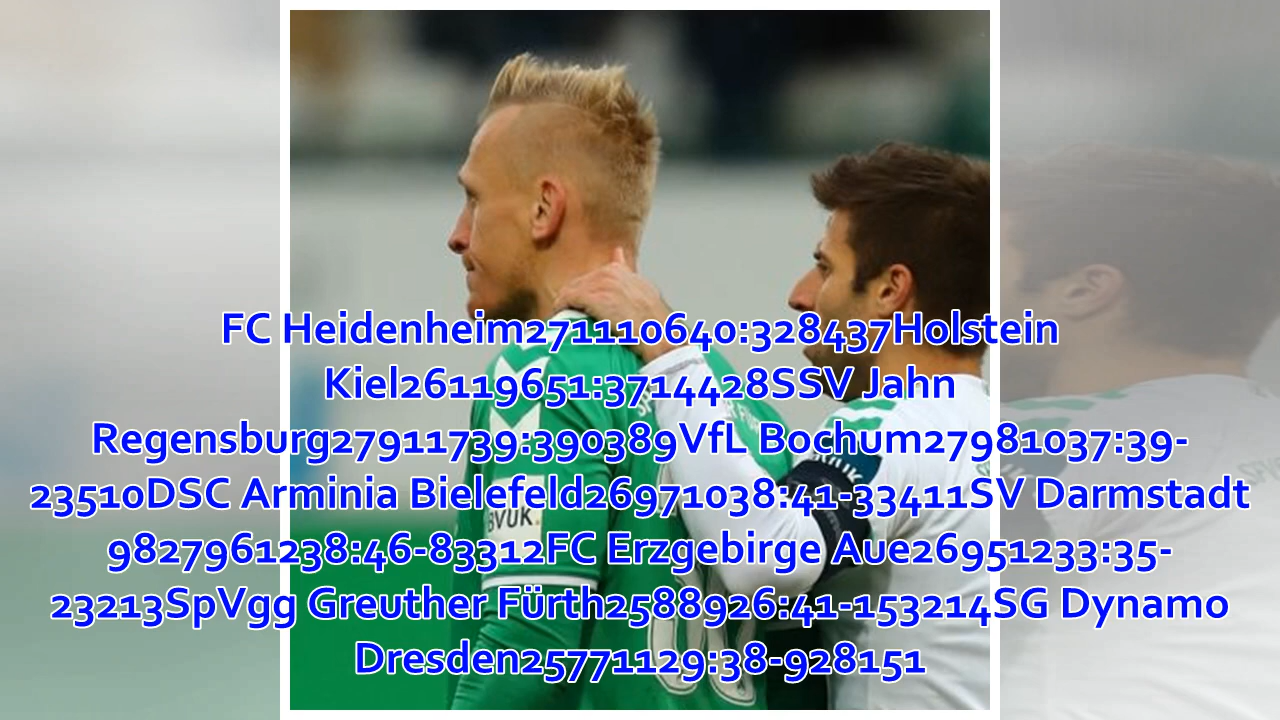 FC Heidenheim271110640:328437Holstein
Kiel26119651:3714428SSV Jahn
Regensburg27911739:390389VfL Bochum27981037:39-
23510DSC Arminia Bielefeld26971038:41-33411SV Darmstadt
9827961238:46-83312FC Erzgebirge Aue26951233:35-
23213SpVgg Greuther Fürth2588926:41-153214SG Dynamo
Dresden25771129:38-928151
BVUK.